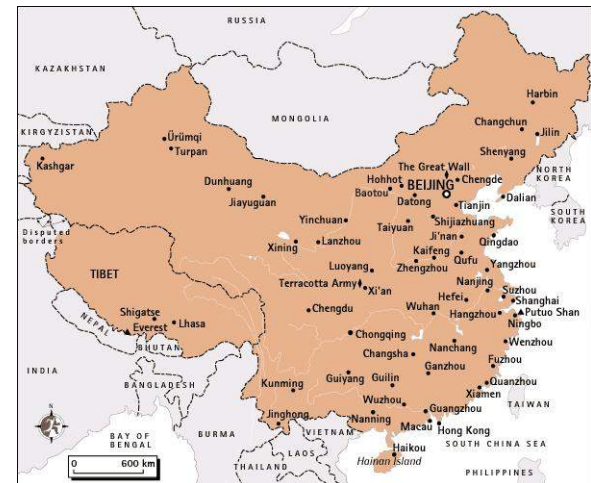 RUSSIA
KAZAKHSTAN
MONGOLIA
Harbin
Changchun
Jilin
KIRGYZISTAN
Ürümqi
Turpan
Shenyang
Kashgar
The Great Wall
Hohhot
BEIJING
Chengde
NORTH
KOREA
Dunhuang
Baotou
Jiayuguan
Datong
Tianjin
Dalian
SOUTH
KOREA
Yinchuan
Taiyuan
Shijiazhuang
Disputed
borders
Xining
Lanzhou
Ji'nan
Qingdao
Kaifeng
Qufu
TIBET
Luoyang
Zhengzhou
Yangzhou
Terracotta Army
Xi'an
Nanjing
Suzhou
Hefei
Shanghai
Shigatse
Chengdu
Wuhan
Hangzhou
Putuo Shan
NEPAL
Everest
Lhasa
Ningbo
Chongqing
Wenzhou
BHUTAN
Changsha
Nanchang
INDIA
Fuzhou
BANGLADESH
Kunming
Guiyang
Guilin
Ganzhou
Quanzhou
Xiamen
Wuzhou
TAIWAN
Jinghong
Nanning
Guangzhou
N
Macau
Hong Kong
BAY OF
BENGAL
BURMA
VIETNAM
SOUTH CHINA SEA
LAOS
Haikou
0 600 km
THAILAND
Hainan Island
PHILIPPINES